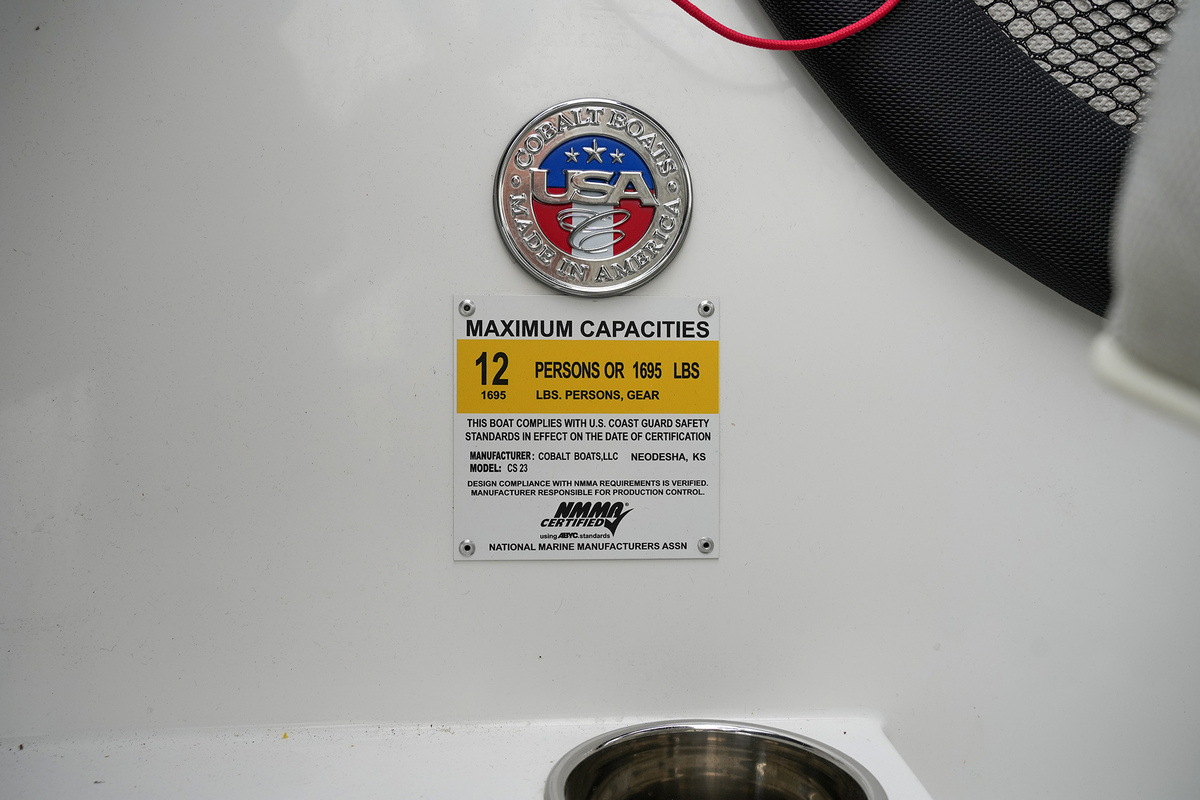 COBALT BOATS
USA
MADE IN AMERICA
MAXIMUM CAPACITIES
12 PERSONS OR 1695 LBS
1695 LBS. PERSONS, GEAR
THIS BOAT COMPLIES WITH U.S. COAST GUARD SAFETY
STANDARDS IN EFFECT ON THE DATE OF CERTIFICATION
MANUFACTURER: COBALT BOATS,LLC NEODESHA, KS
MODEL: CS 23
DESIGN COMPLIANCE WITH NMMA REQUIREMENTS IS VERIFIED.
MANUFACTURER RESPONSIBLE FOR PRODUCTION CONTROL.
NMMA®
CERTIFIED
using ABYC standards
NATIONAL MARINE MANUFACTURERS ASSN